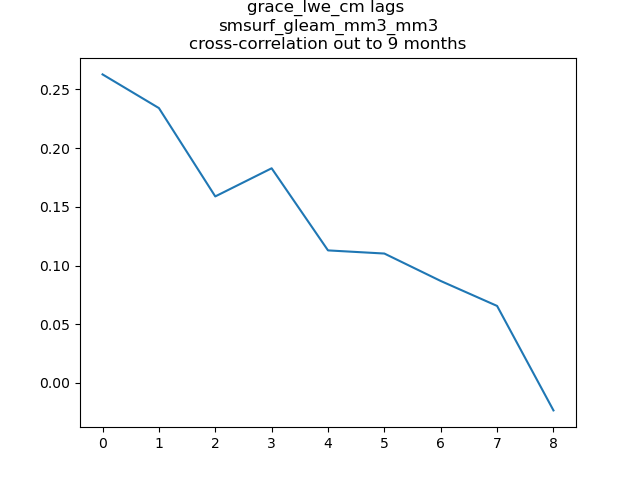 grace_lwe_cm lags
smsurf_gleam_mm3_mm3
cross-correlation out to 9 months
0.25
0.20
0.15
0.10
0.05
0.00
0 1 2 3 4 5 6 7 8